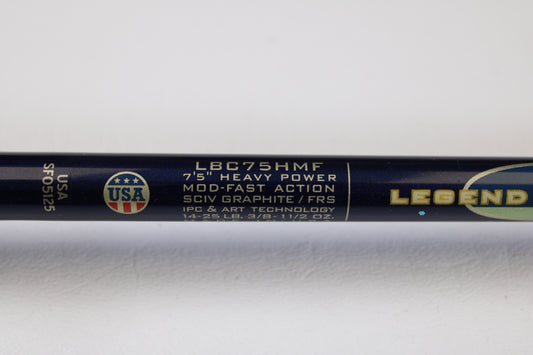 USA
SF05125
USA
LBC75HMF
7'5" HEAVY POWER
MOD-FAST ACTION
SCIV GRAPHITE / FRS
IPC & ART TECHNOLOGY
14-25 LB. 3/8-1 1/2 OZ.
LEGEND